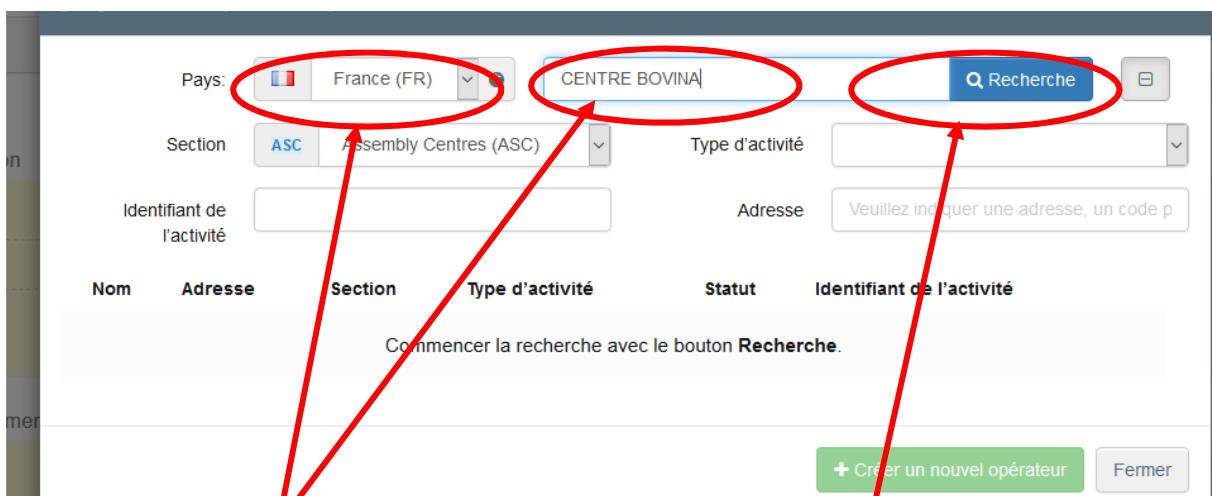 Pays: France (FR) CENTRE BOVINA Recherche
Section ASC Assembly Centres (ASC) Type d'activité
Identifiant de l'activité Adresse Veuillez indiquer une adresse, un code p
Nom Adresse Section Type d'activité Statut Identifiant de l'activité
Commencer la recherche avec le bouton Recherche.
+ Créer un nouvel opérateur Fermer